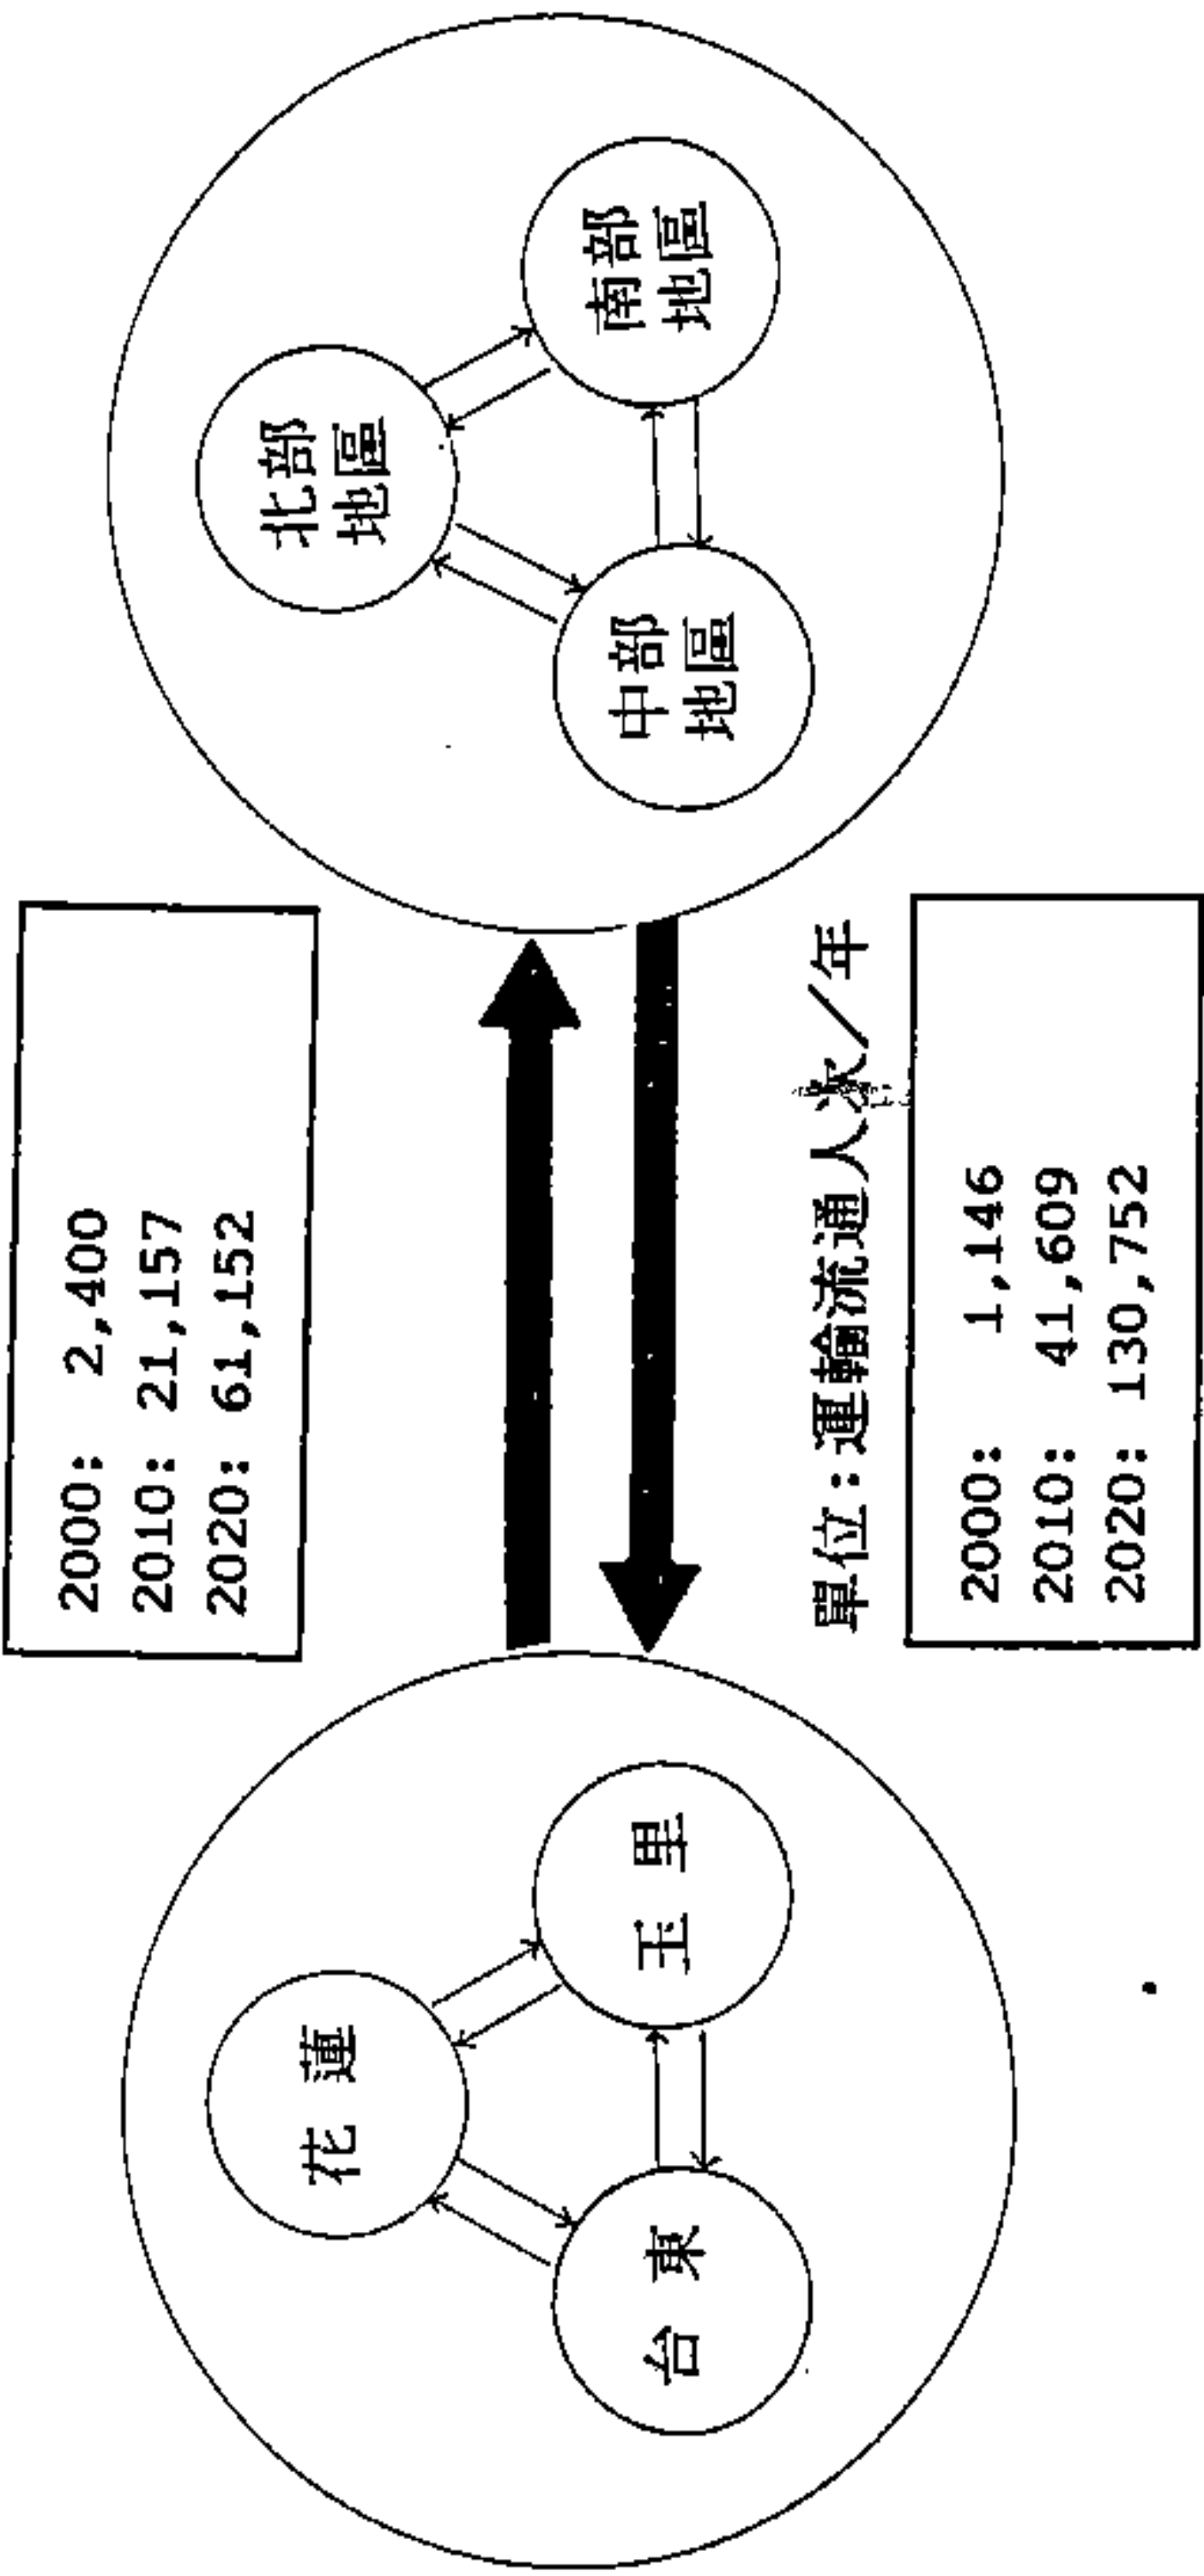 2000: 2,400
2010: 21,157
2020: 61,152
花蓮
台東
玉里
北部
地區
中部
地區
南部
地區
單位:運輸流通人次/年
2000: 1,146
2010: 41,609
2020: 130,752